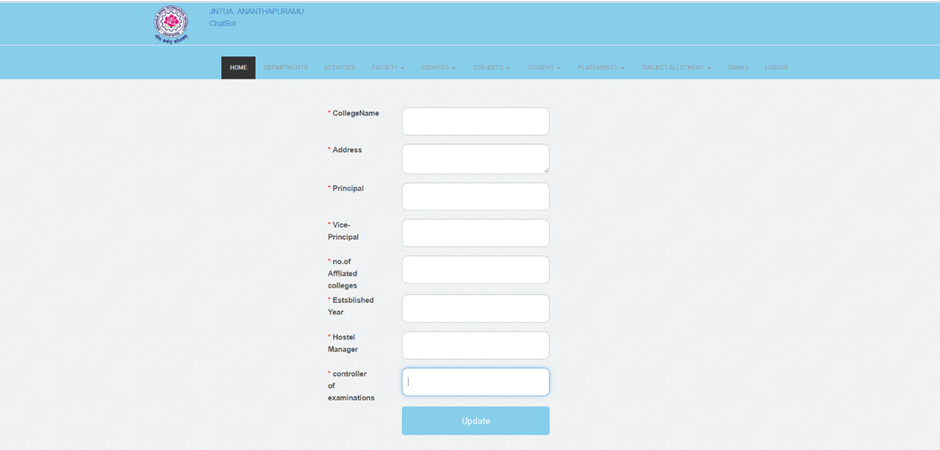 JNTUA, ANANTHAPURAMU
ChatBot
HOME DEPARTMENTS ACTIVITIES FACULTY COURSES SUBJECTS STUDENT PLACEMENTS SUBJECT ALLOTMENT RANKS LOGOUT
* CollegeName
* Address
* Principal
* Vice-
Principal
* no.of
Affliated
colleges
* Estsblished
Year
* Hostel
Manager
* controller
of
examinations
Update